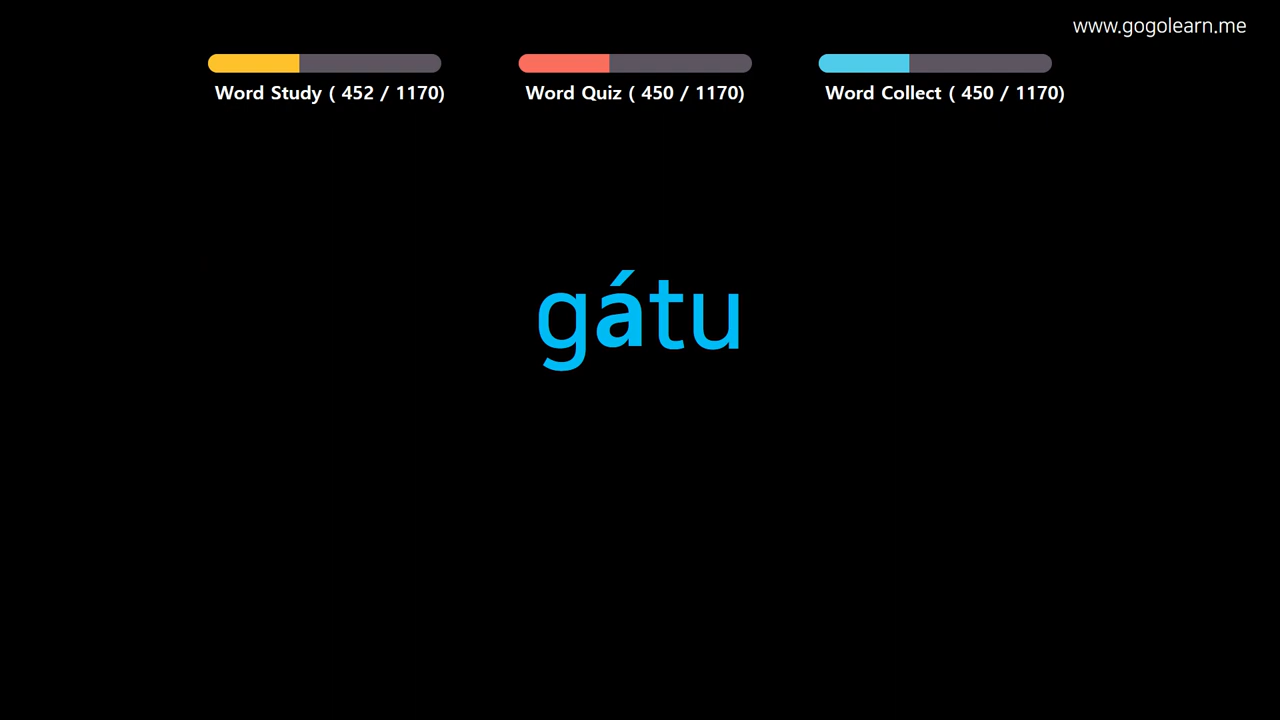 www.gogolearn.me
Word Study ( 452 / 1170)
Word Quiz ( 450 / 1170)
Word Collect ( 450 / 1170)
gátu